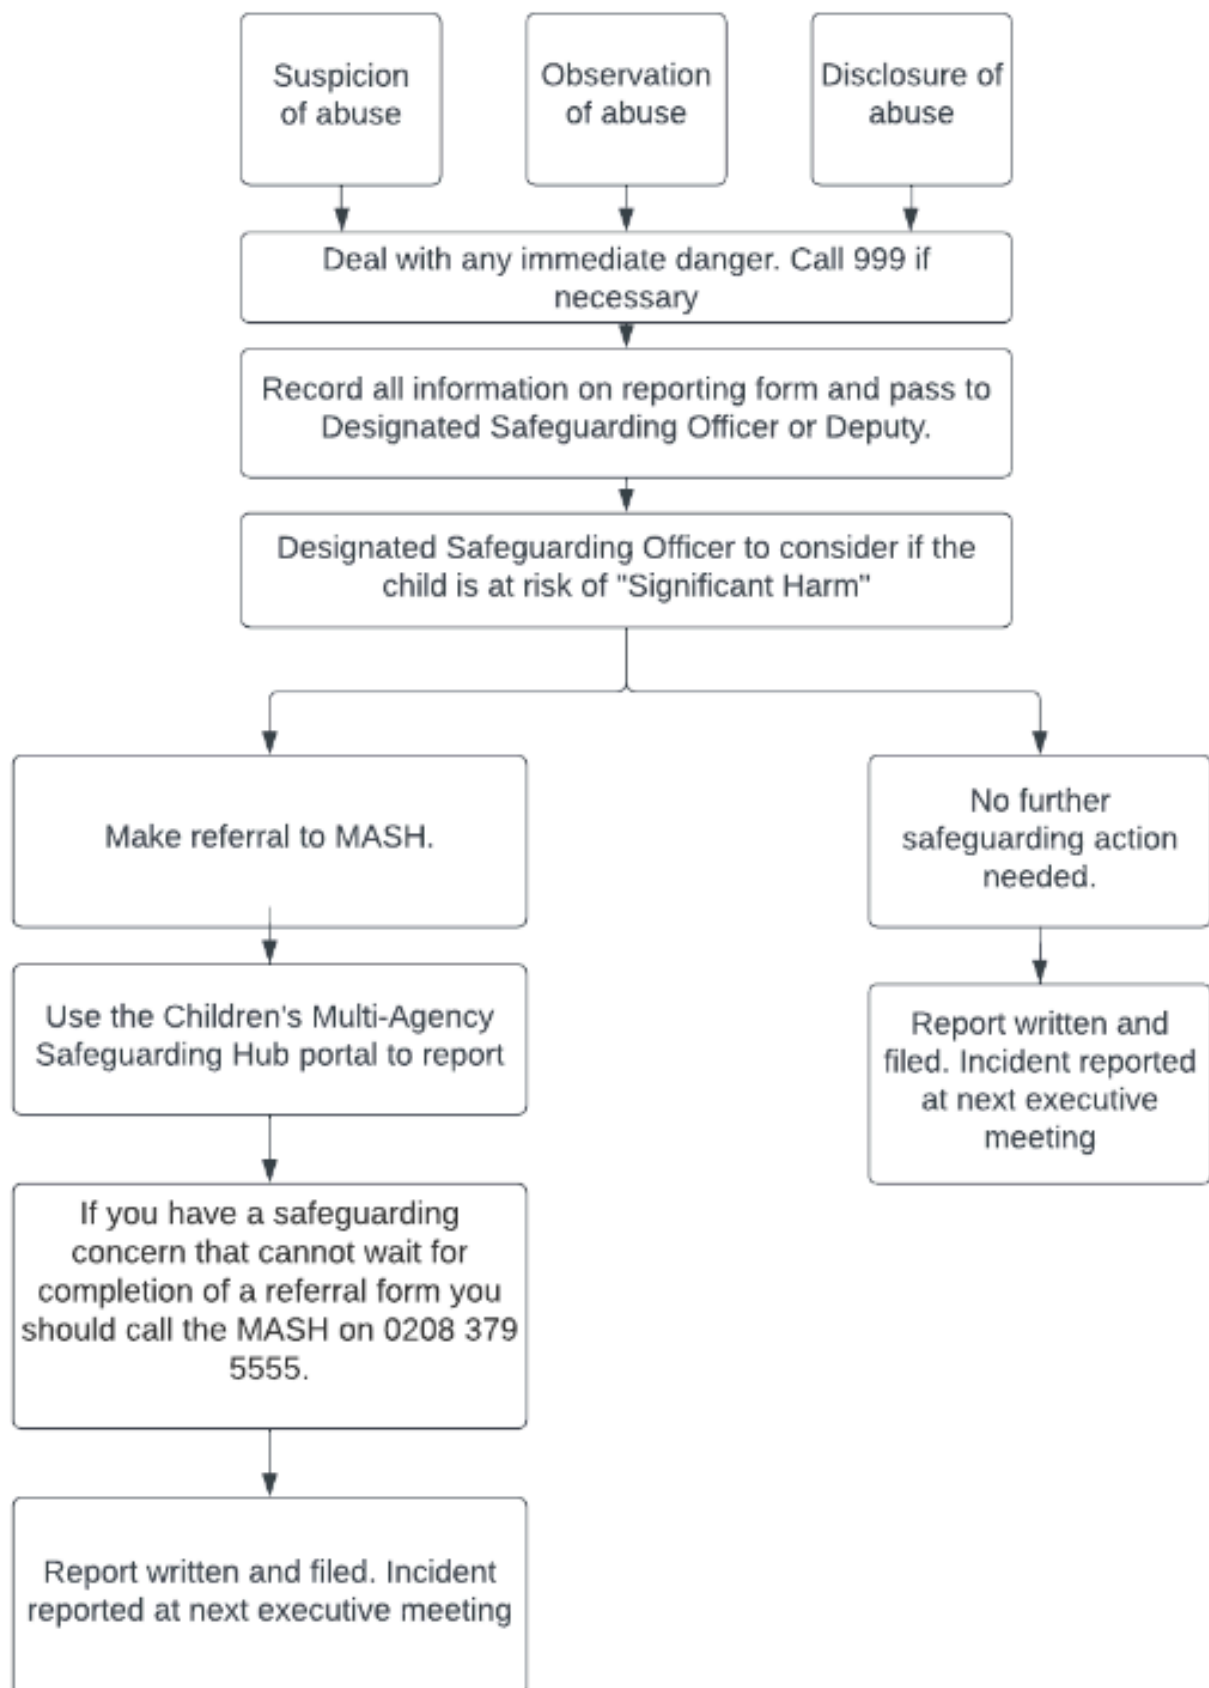 Suspicion
of abuse
Observation
of abuse
Disclosure of
abuse
Deal with any immediate danger. Call 999 if
necessary
Record all information on reporting form and pass to
Designated Safeguarding Officer or Deputy.
Designated Safeguarding Officer to consider if the
child is at risk of "Significant Harm"
Make referral to MASH.
Use the Children's Multi-Agency
Safeguarding Hub portal to report
If you have a safeguarding
concern that cannot wait for
completion of a referral form you
should call the MASH on 0208 379
5555.
Report written and filed. Incident
reported at next executive meeting
No further
safeguarding action
needed.
Report written and
filed. Incident reported
at next executive
meeting